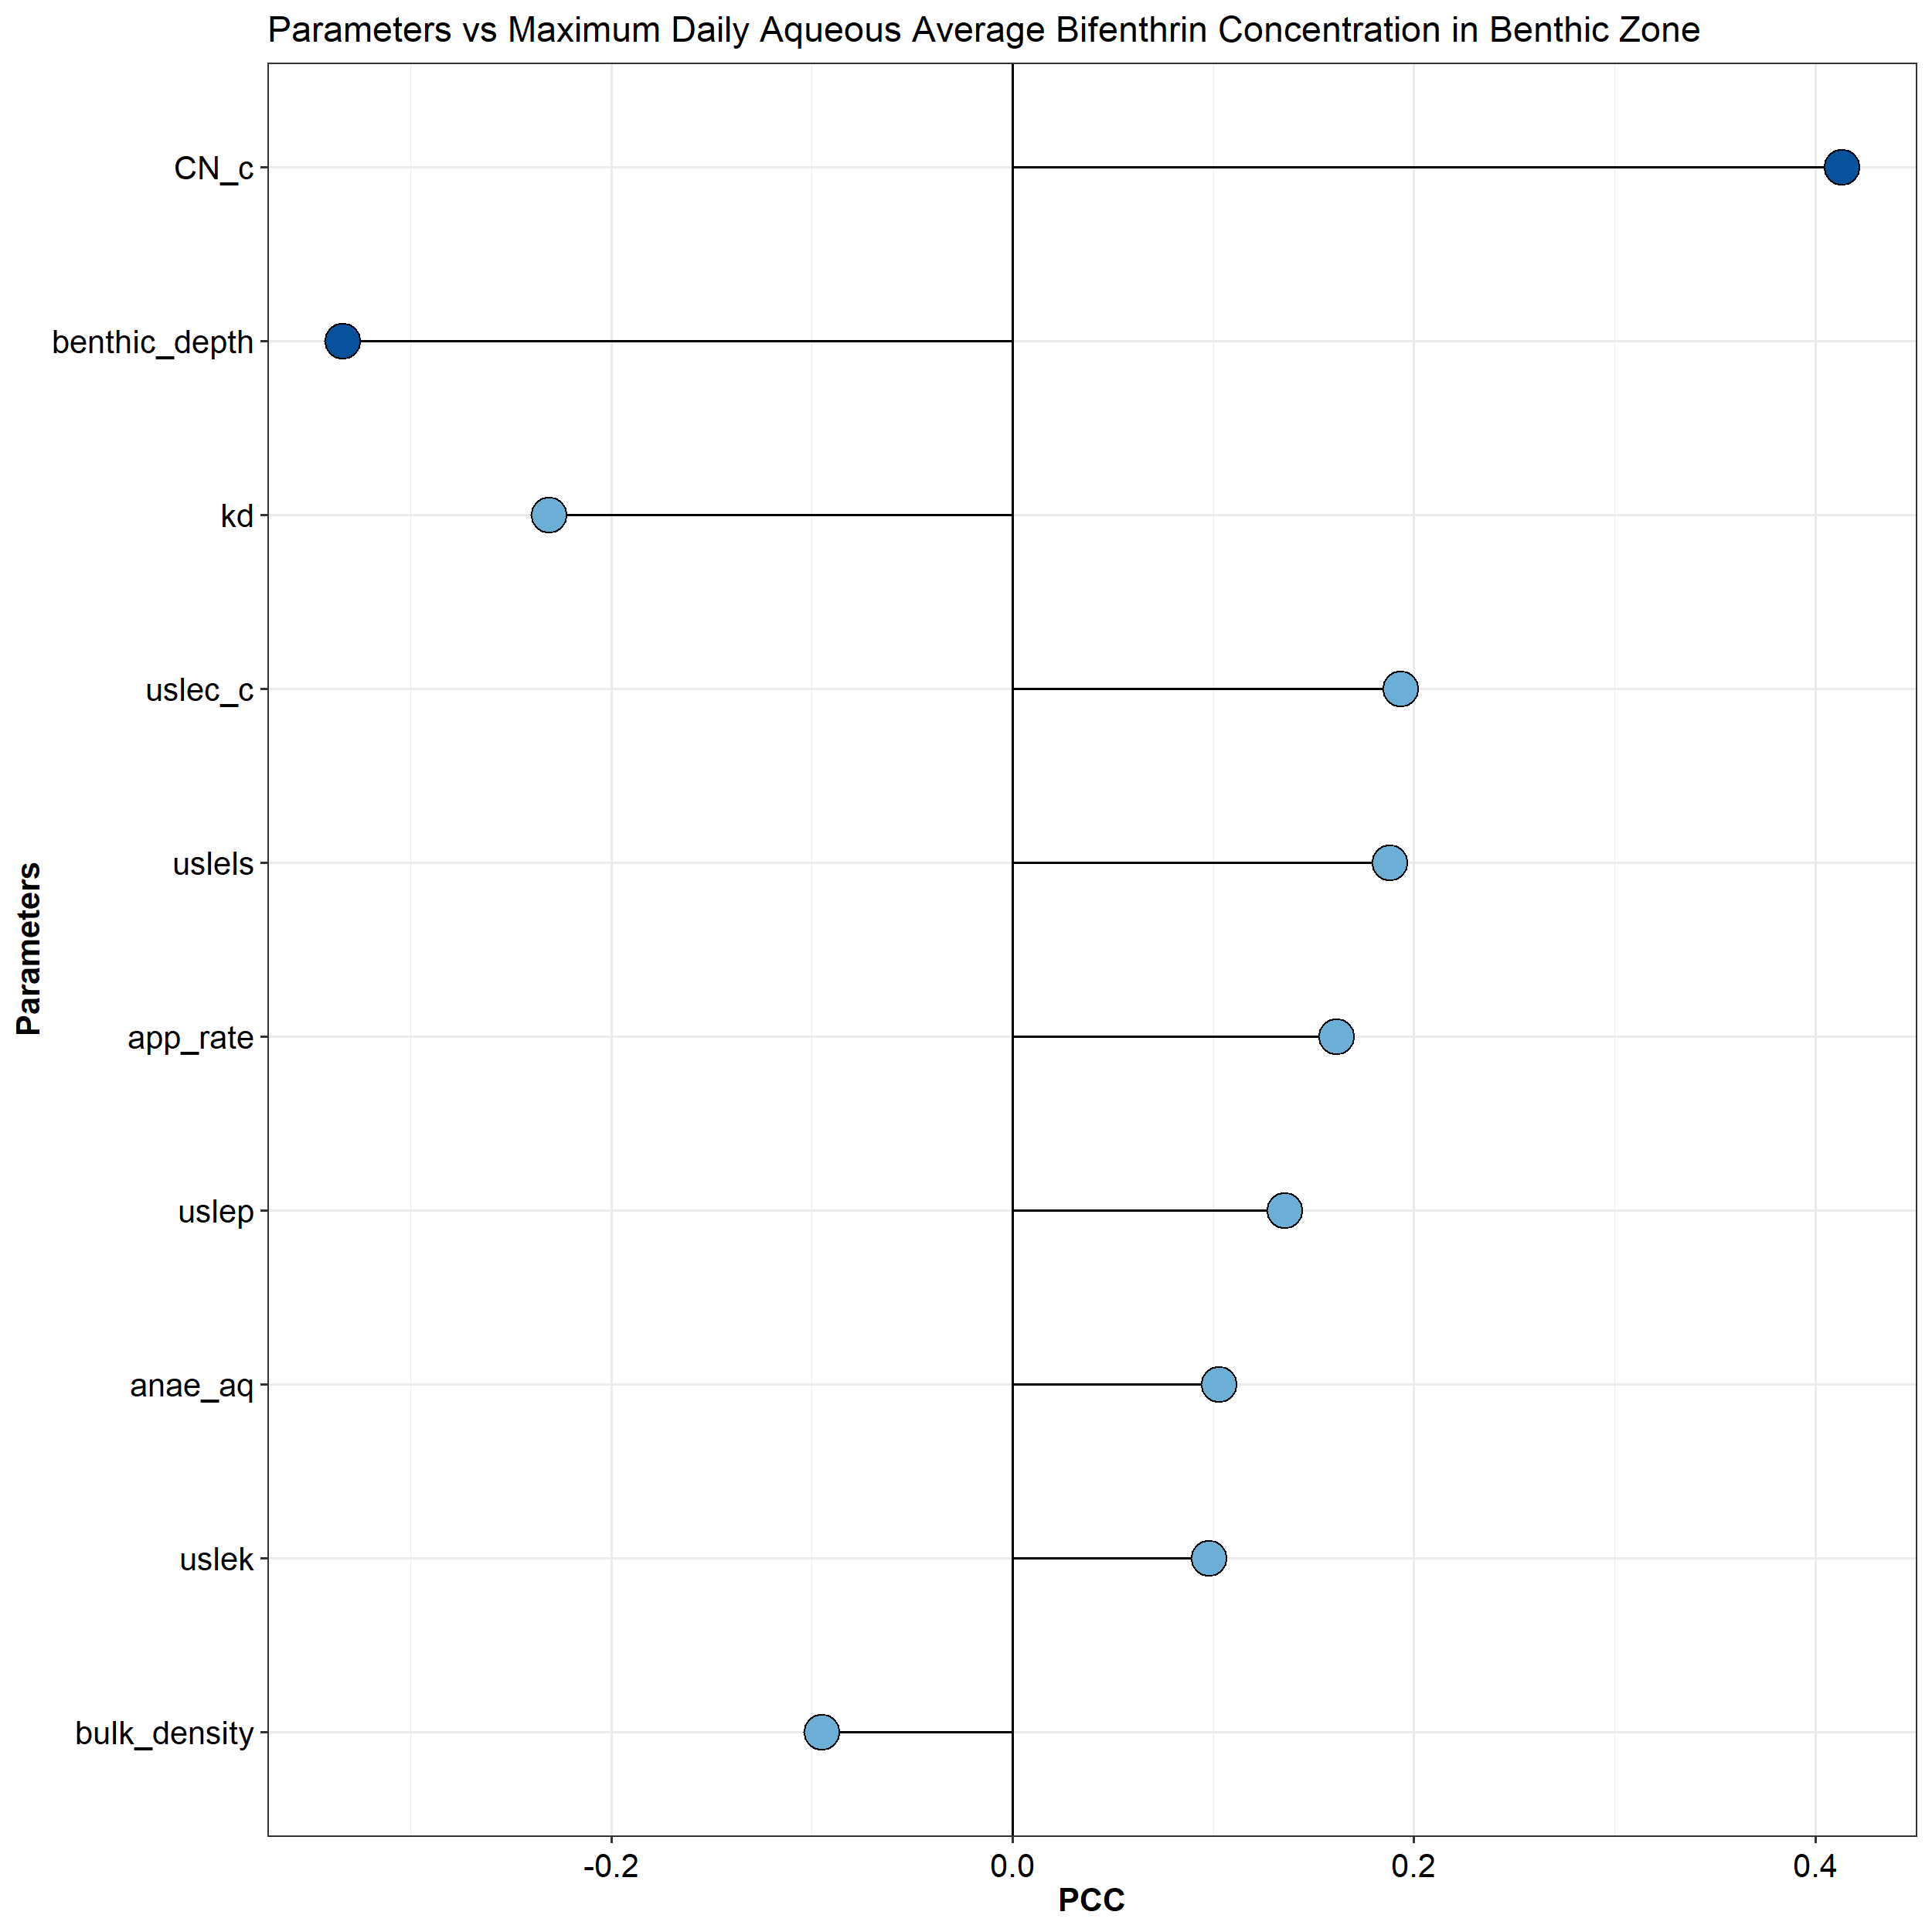 Parameters vs Maximum Daily Aqueous Average Bifenthrin Concentration in Benthic Zone
CN_c
benthic_depth
kd
uslec_c
uslels
app_rate
uslep
anae_aq
uslek
bulk_density
Parameters
-0.2 0.0 0.2 0.4
PCC